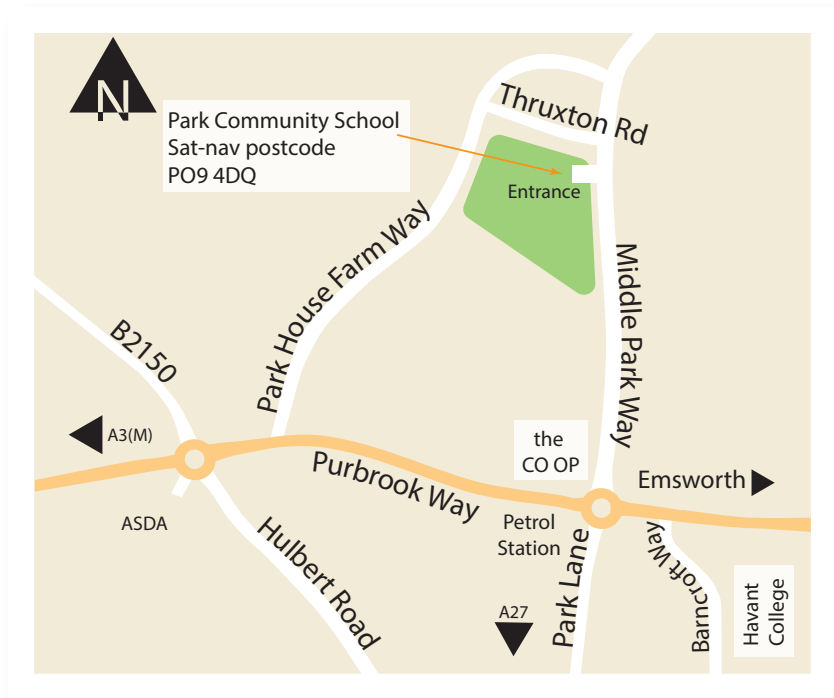 N
Park Community School
Sat-nav postcode
PO9 4DQ
Thruxton Rd
Entrance
Park House Farm Way
Middle Park Way
B2150
A3(M)
the
CO OP
Purbrook Way
Emsworth
ASDA
Petrol
Station
Hulbert Road
Park Lane
Barncroft Way
A27
Havant
College